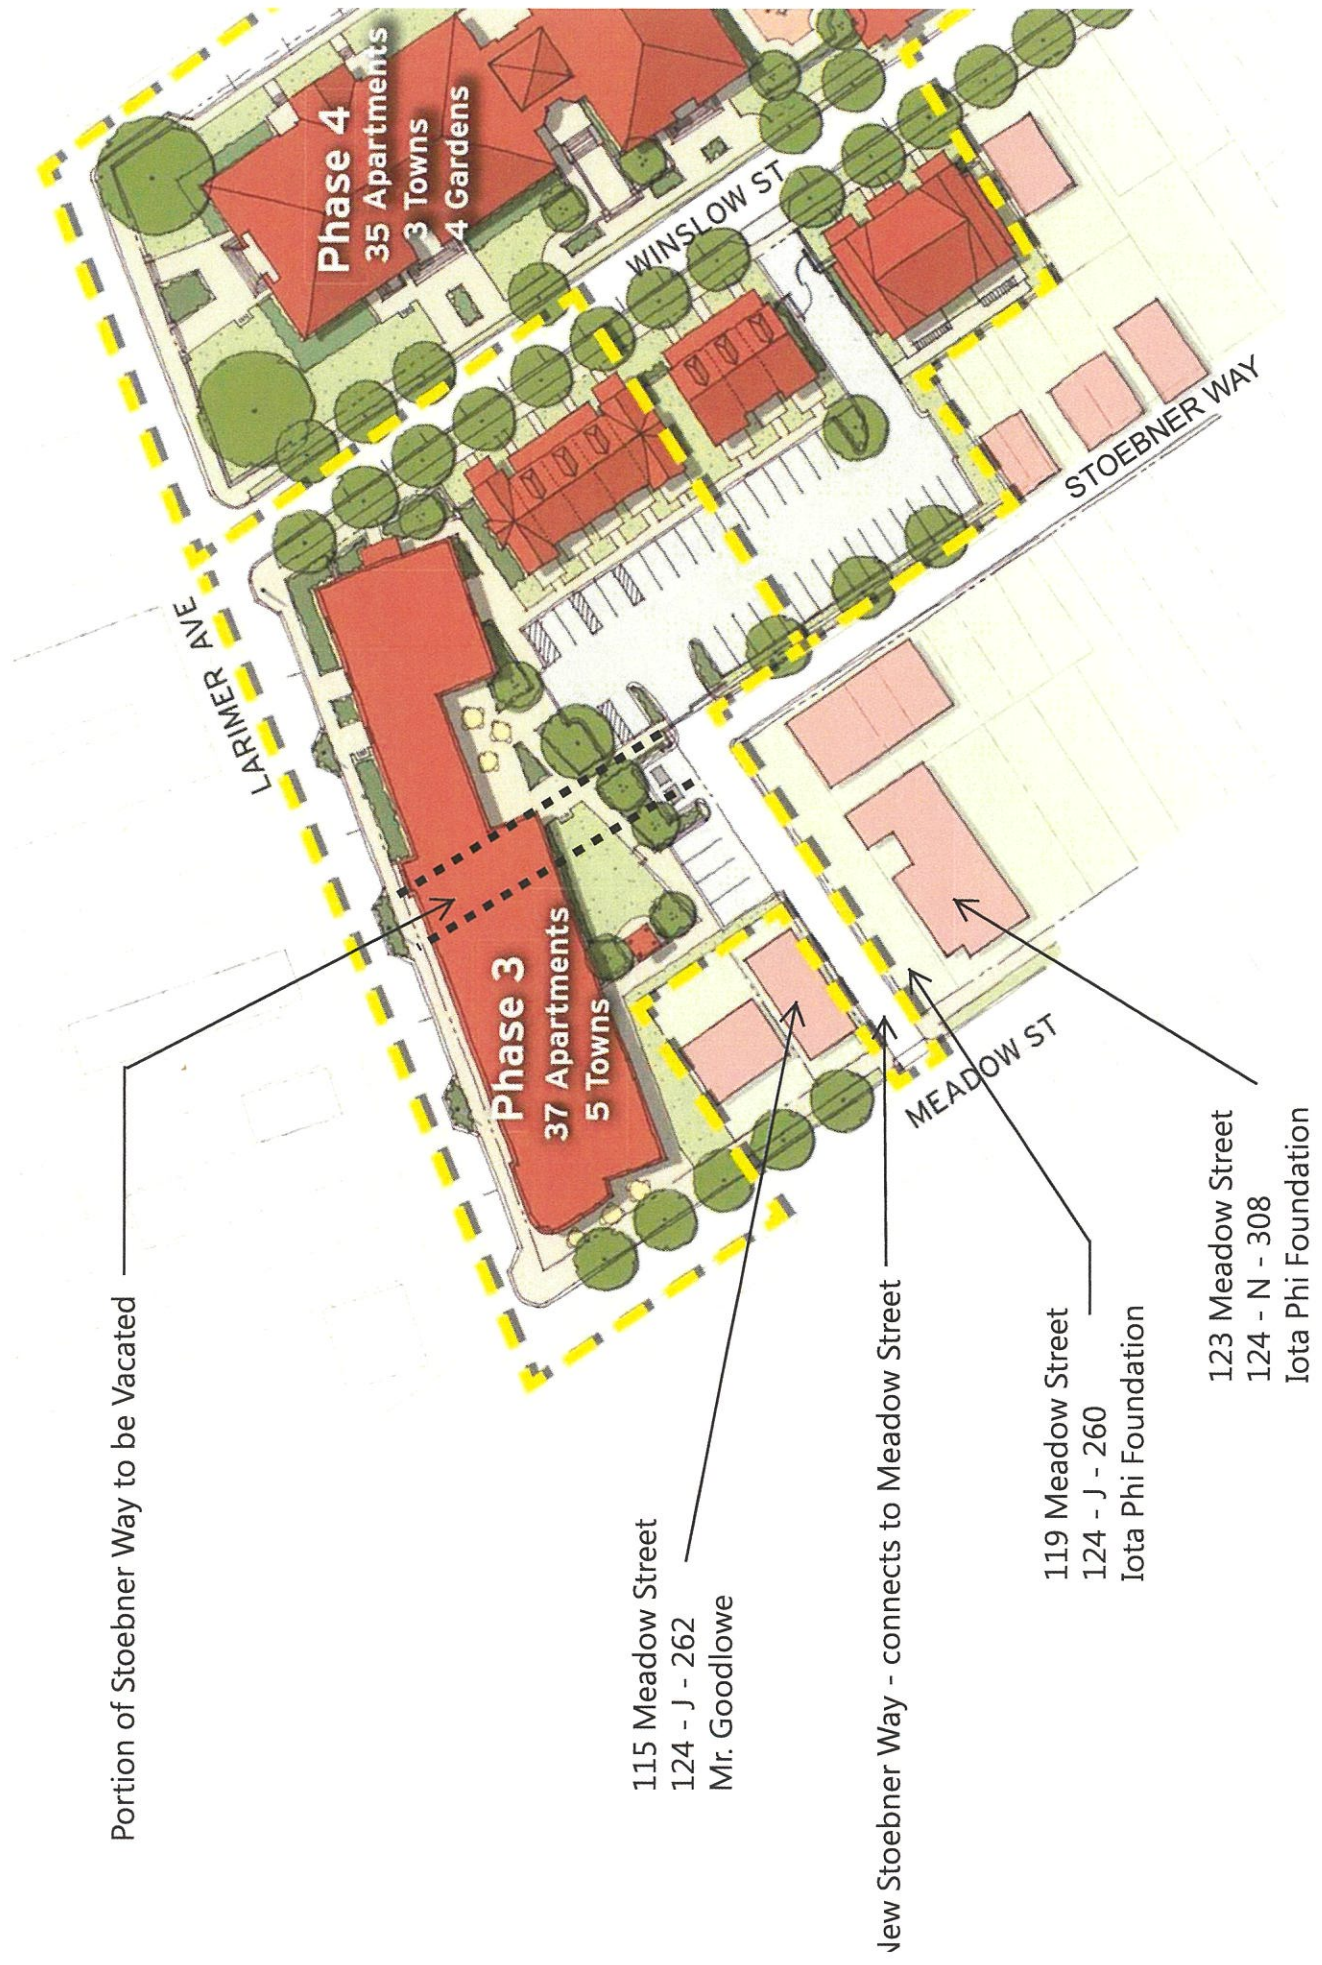 Phase 4
35 Apartments
3 Towns
4 Gardens
WINSLOW ST
STOEBNER WAY
LARIMER AVE
Phase 3
37 Apartments
5 Towns
MEADOW ST
Portion of Stoebner Way to be Vacated
115 Meadow Street
124 - J - 262
Mr. Goodlowe
New Stoebner Way - connects to Meadow Street
119 Meadow Street
124 - J - 260
Iota Phi Foundation
123 Meadow Street
124 - N - 308
Iota Phi Foundation